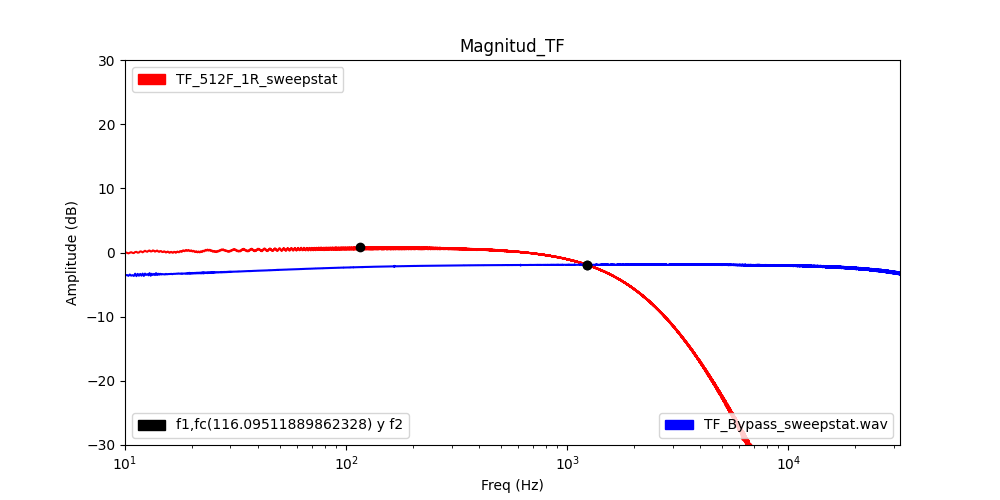 Magnitud_TF
TF_512F_1R_sweepstat
30
20
10
0
−10
−20
−30
Amplitude (dB)
f1,fc(116.09511889862328) y f2
TF_Bypass_sweepstat.wav
10¹ 10² 10³ 10⁴
Freq (Hz)